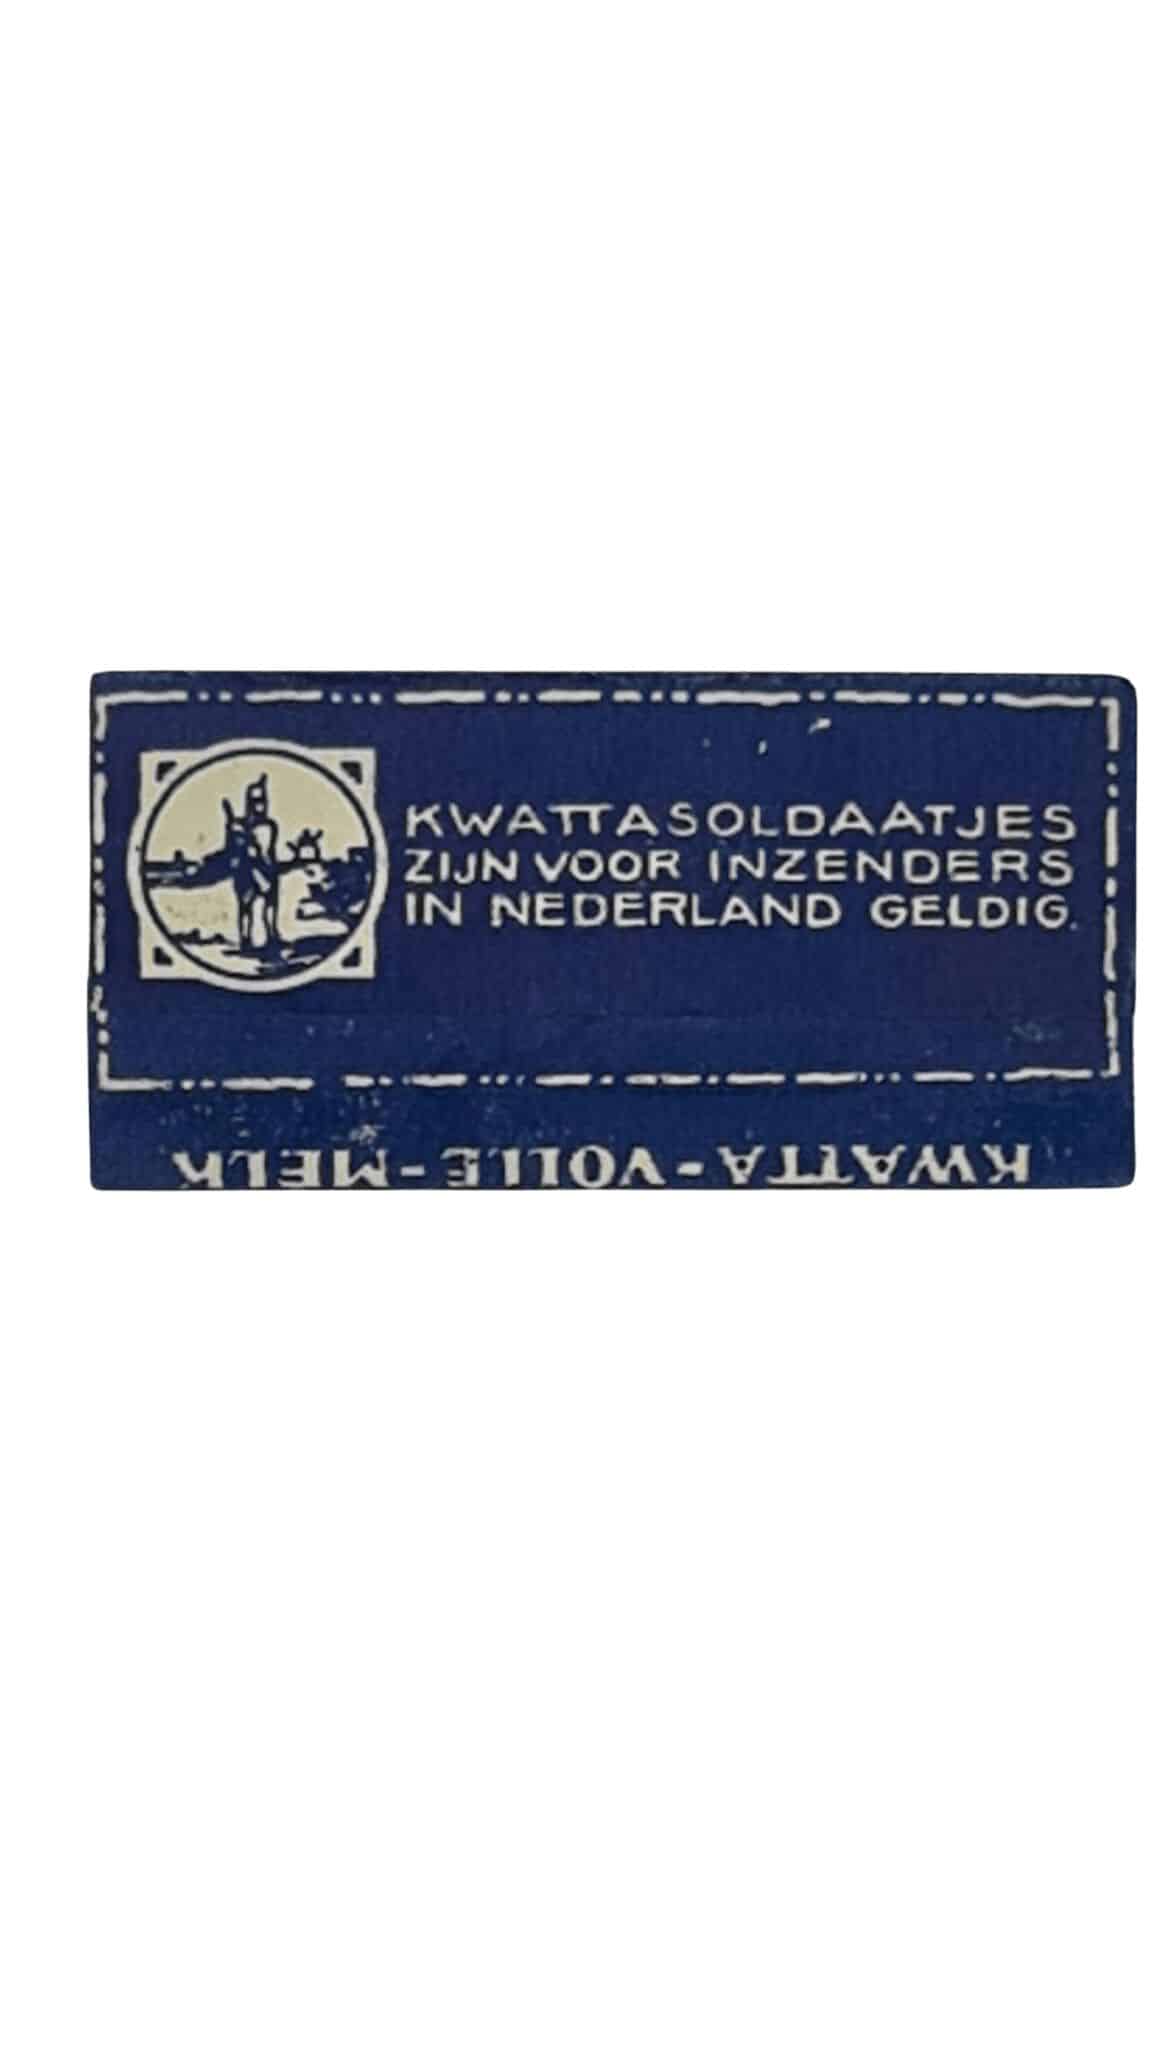 KWATTASOLDAATJES
ZIJN VOOR INZENDERS
IN NEDERLAND GELDIG.
KWATTA-VOLLE-MELK